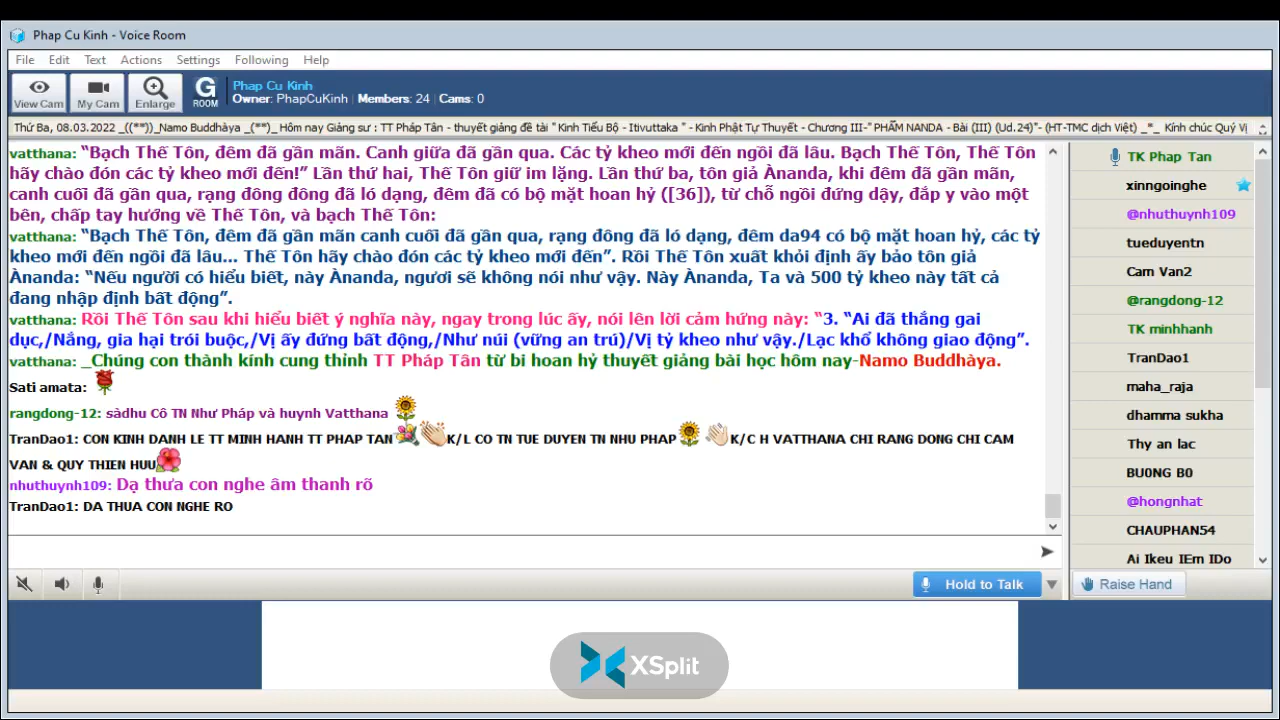 Phap Cu Kinh - Voice Room
File Edit Text Actions Settings Following Help
View Cam My Cam Enlarge G ROOM
Phap Cu Kinh
Owner: PhapCuKinh | Members: 24 | Cams: 0
Thứ Ba, 08.03.2022 _((**))_Namo Buddhàya _(**)_ Hôm nay Giảng sư : TT Pháp Tân - thuyết giảng đề tài " Kinh Tiểu Bộ - Itivuttaka " - Kinh Phật Tự Thuyết - Chương III-" PHẨM NANDA - Bài (III) (Ud.24)"- (HT-TMC dịch Việt) _*_ Kính chúc Quý Vị
vatthana: “Bạch Thế Tôn, đêm đã gần mãn. Canh giữa đã gần qua. Các tỷ kheo mới đến ngồi đã lâu. Bạch Thế Tôn, Thế Tôn
hãy chào đón các tỷ kheo mới đến!” Lần thứ hai, Thế Tôn giữ im lặng. Lần thứ ba, tôn giả Ànanda, khi đêm đã gần mãn,
canh cuối đã gần qua, rạng đông đông đã ló dạng, đêm đã có bộ mặt hoan hỷ ([36]), từ chỗ ngồi đứng dậy, đắp y vào một
bên, chấp tay hướng về Thế Tôn, và bạch Thế Tôn:
vatthana: “Bạch Thế Tôn, đêm đã gần mãn canh cuối đã gần qua, rạng đông đã ló dạng, đêm da94 có bộ mặt hoan hỷ, các tỷ
kheo mới đến ngồi đã lâu... Thế Tôn hãy chào đón các tỷ kheo mới đến”. Rồi Thế Tôn xuất khỏi định ấy bảo tôn giả
Ànanda: “Nếu người có hiểu biết, này Ànanda, ngươi sẽ không nói như vậy. Này Ànanda, Ta và 500 tỷ kheo này tất cả
đang nhập định bất động”.
vatthana: Rồi Thế Tôn sau khi hiểu biết ý nghĩa này, ngay trong lúc ấy, nói lên lời cảm hứng này: “3. “Ai đã thắng gai
dục,/Nắng, gia hại trói buộc,/Vị ấy đứng bất động,/Như núi (vững an trú)/Vị tỷ kheo như vậy./Lạc khổ không giao động”.
vatthana: _Chúng con thành kính cung thỉnh TT Pháp Tân từ bi hoan hỷ thuyết giảng bài học hôm nay-Namo Buddhàya.
Sati amata:
rangdong-12: sàdhu Cô TN Như Pháp và huynh Vatthana
TranDao1: CON KINH DANH LE TT MINH HANH TT PHAP TAN K/L CO TN TUE DUYEN TN NHU PHAP K/C H VATTHANA CHI RANG DONG CHI CAM
VAN & QUY THIEN HUU
nhuthuynh109: Dạ thưa con nghe âm thanh rõ
TranDao1: DA THUA CON NGHE RO
TK Phap Tan
xinngoinghe
@nhuthuynh109
tueduyentn
Cam Van2
@rangdong-12
TK minhhanh
TranDao1
maha_raja
dhamma sukha
Thy an lac
BU0NG B0
@hongnhat
CHAUPHAN54
Ai Ikeu IEm IDo
Hold to Talk
Raise Hand
XSplit